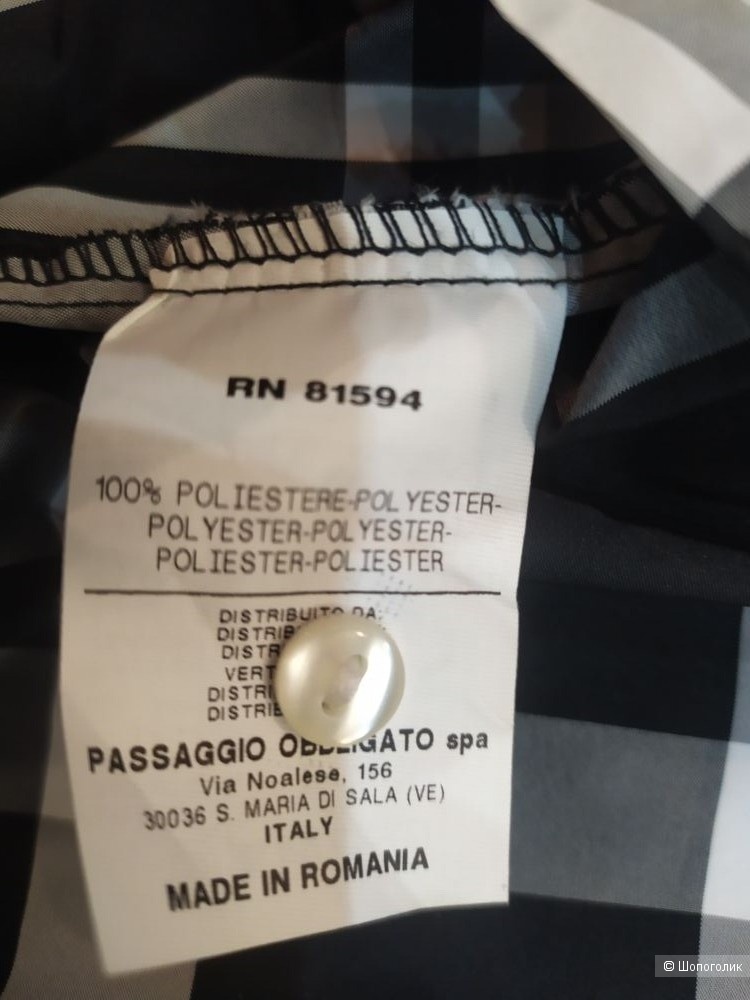 RN 81594
100% POLIESTERE-POLYESTER-
POLYESTER-POLYESTER-
POLIESTER-POLIESTER
DISTRIBUITO DA:
PASSAGGIO OBBLIGATO spa
Via Noalese, 156
30036 S. MARIA DI SALA (VE)
ITALY
MADE IN ROMANIA
© Шопоголик